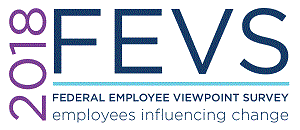 2018
FEVS
FEDERAL EMPLOYEE VIEWPOINT SURVEY
employees influencing change